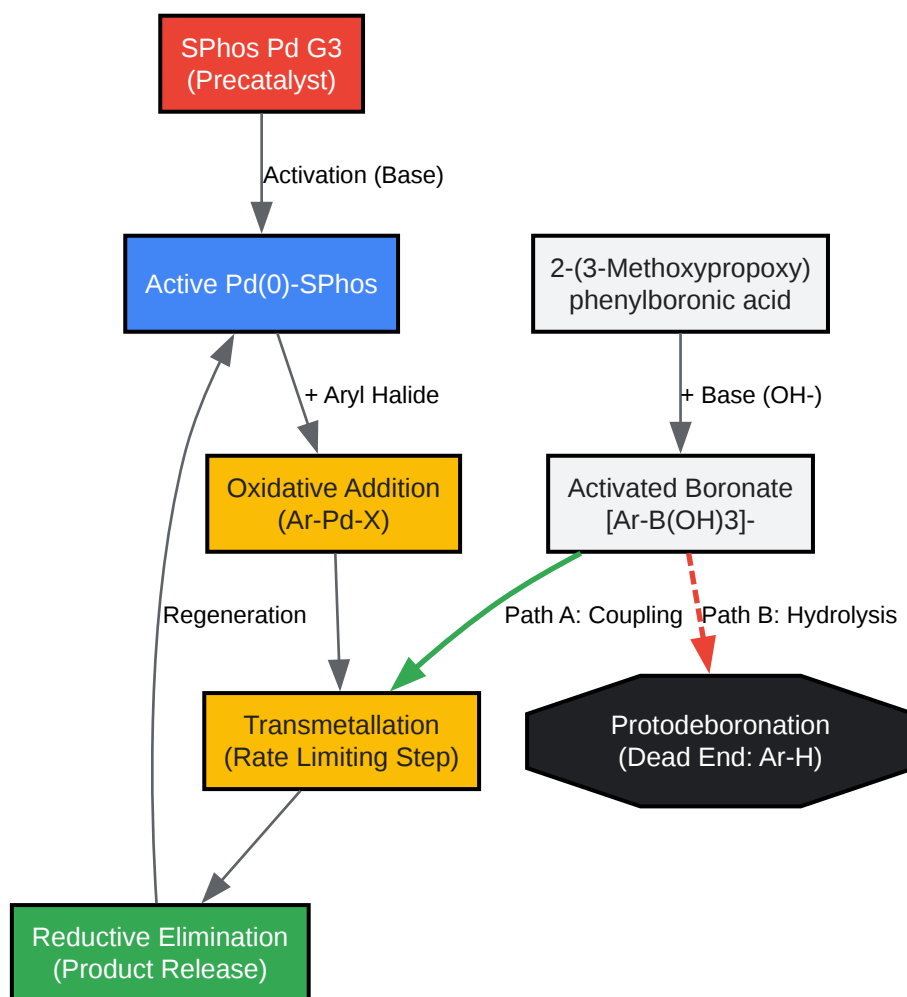 SPhos Pd G3
(Precatalyst)
Activation (Base)
Active Pd(0)-SPhos
2-(3-Methoxypropoxy)
phenylboronic acid
+ Aryl Halide
+ Base (OH-)
Oxidative Addition
(Ar-Pd-X)
Activated Boronate
[Ar-B(OH)3]-
Regeneration
Path A: Coupling
Path B: Hydrolysis
Transmetallation
(Rate Limiting Step)
Protodeboronation
(Dead End: Ar-H)
Reductive Elimination
(Product Release)